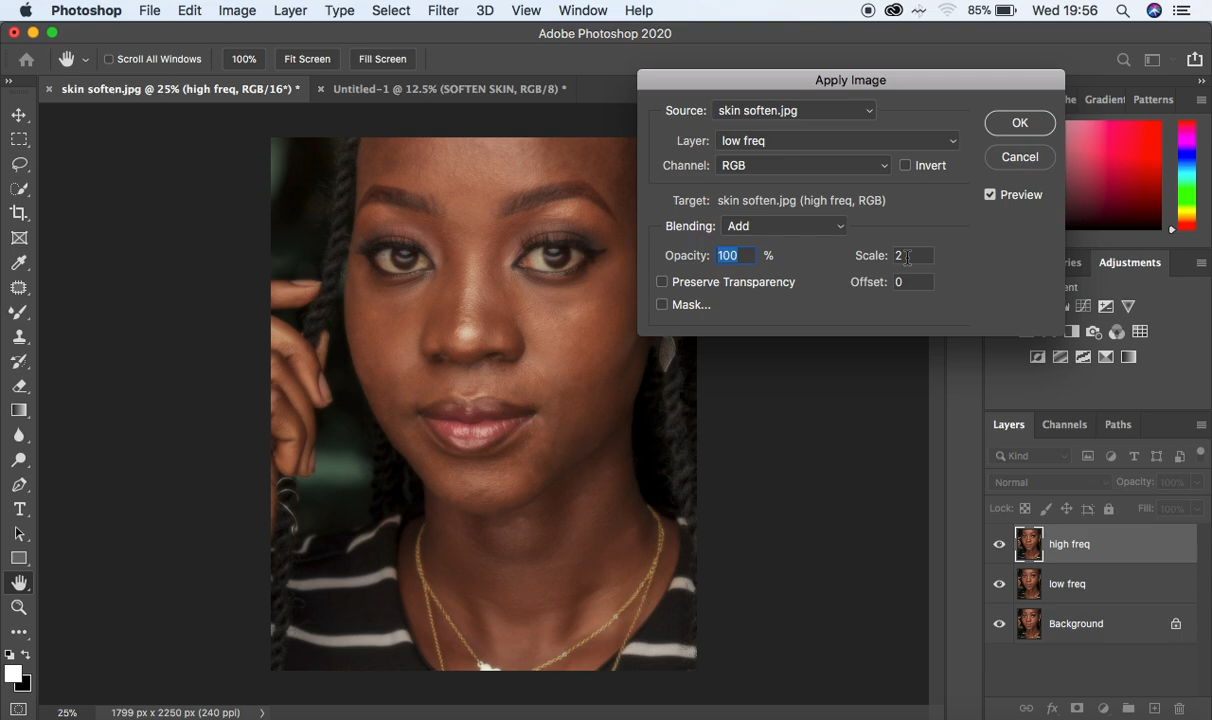 Photoshop File Edit Image Layer Type Select Filter 3D View Window Help 85% Wed 19:56
Adobe Photoshop 2020
Scroll All Windows 100% Fit Screen Fill Screen
skin soften.jpg @ 25% (high freq, RGB/16*) * Untitled-1 @ 12.5% (SOFTEN SKIN, RGB/8) *
Apply Image
Source: skin soften.jpg
OK
Layer: low freq
Channel: RGB Invert
Cancel
Target: skin soften.jpg (high freq, RGB)
Preview
Blending: Add
Opacity: 100 % Scale: 2
Preserve Transparency Offset: 0
Mask...
Gradient Patterns
Adjustments
Layers Channels Paths
Kind
Normal Opacity: 100%
Lock: Fill: 100%
high freq
low freq
Background
25% 1799 px x 2250 px (240 ppi)